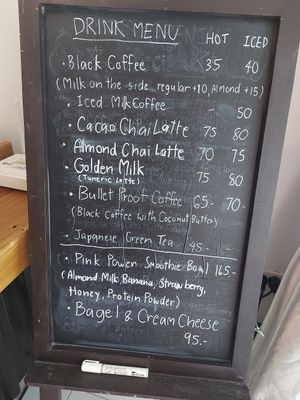 DRINK MENU HOT ICED
• Black Coffee 35 40
(Milk on the side regular +10, Almond +15)
• Iced Milk Coffee - 50
• Cacao Chai Latte 75 80
• Almond Chai Latte 70 75
• Golden Milk 75 80
(Tumeric Latte)
• Bullet Proof Coffee 65- 70-
(Black Coffee with Coconut Butter)
• Japanese Green Tea 45 - -
• Pink Power Smoothie Bowl 165.-
(Almond Milk, Banana, Strawberry,
Honey, Protein Powder)
• Bagel & Cream Cheese
95.-